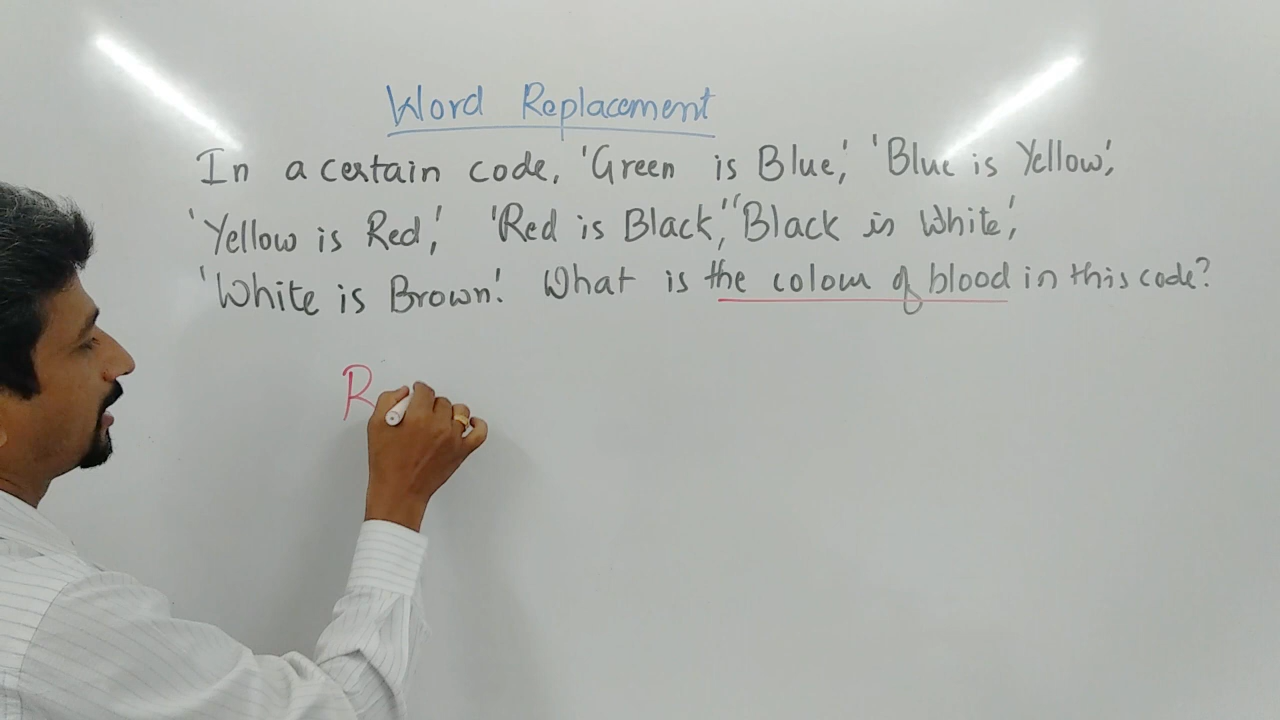 Word Replacement
In a certain code, 'Green is Blue', 'Blue is Yellow',
'Yellow is Red', 'Red is Black', 'Black is White',
'White is Brown'. What is the colour of blood in this code?
R